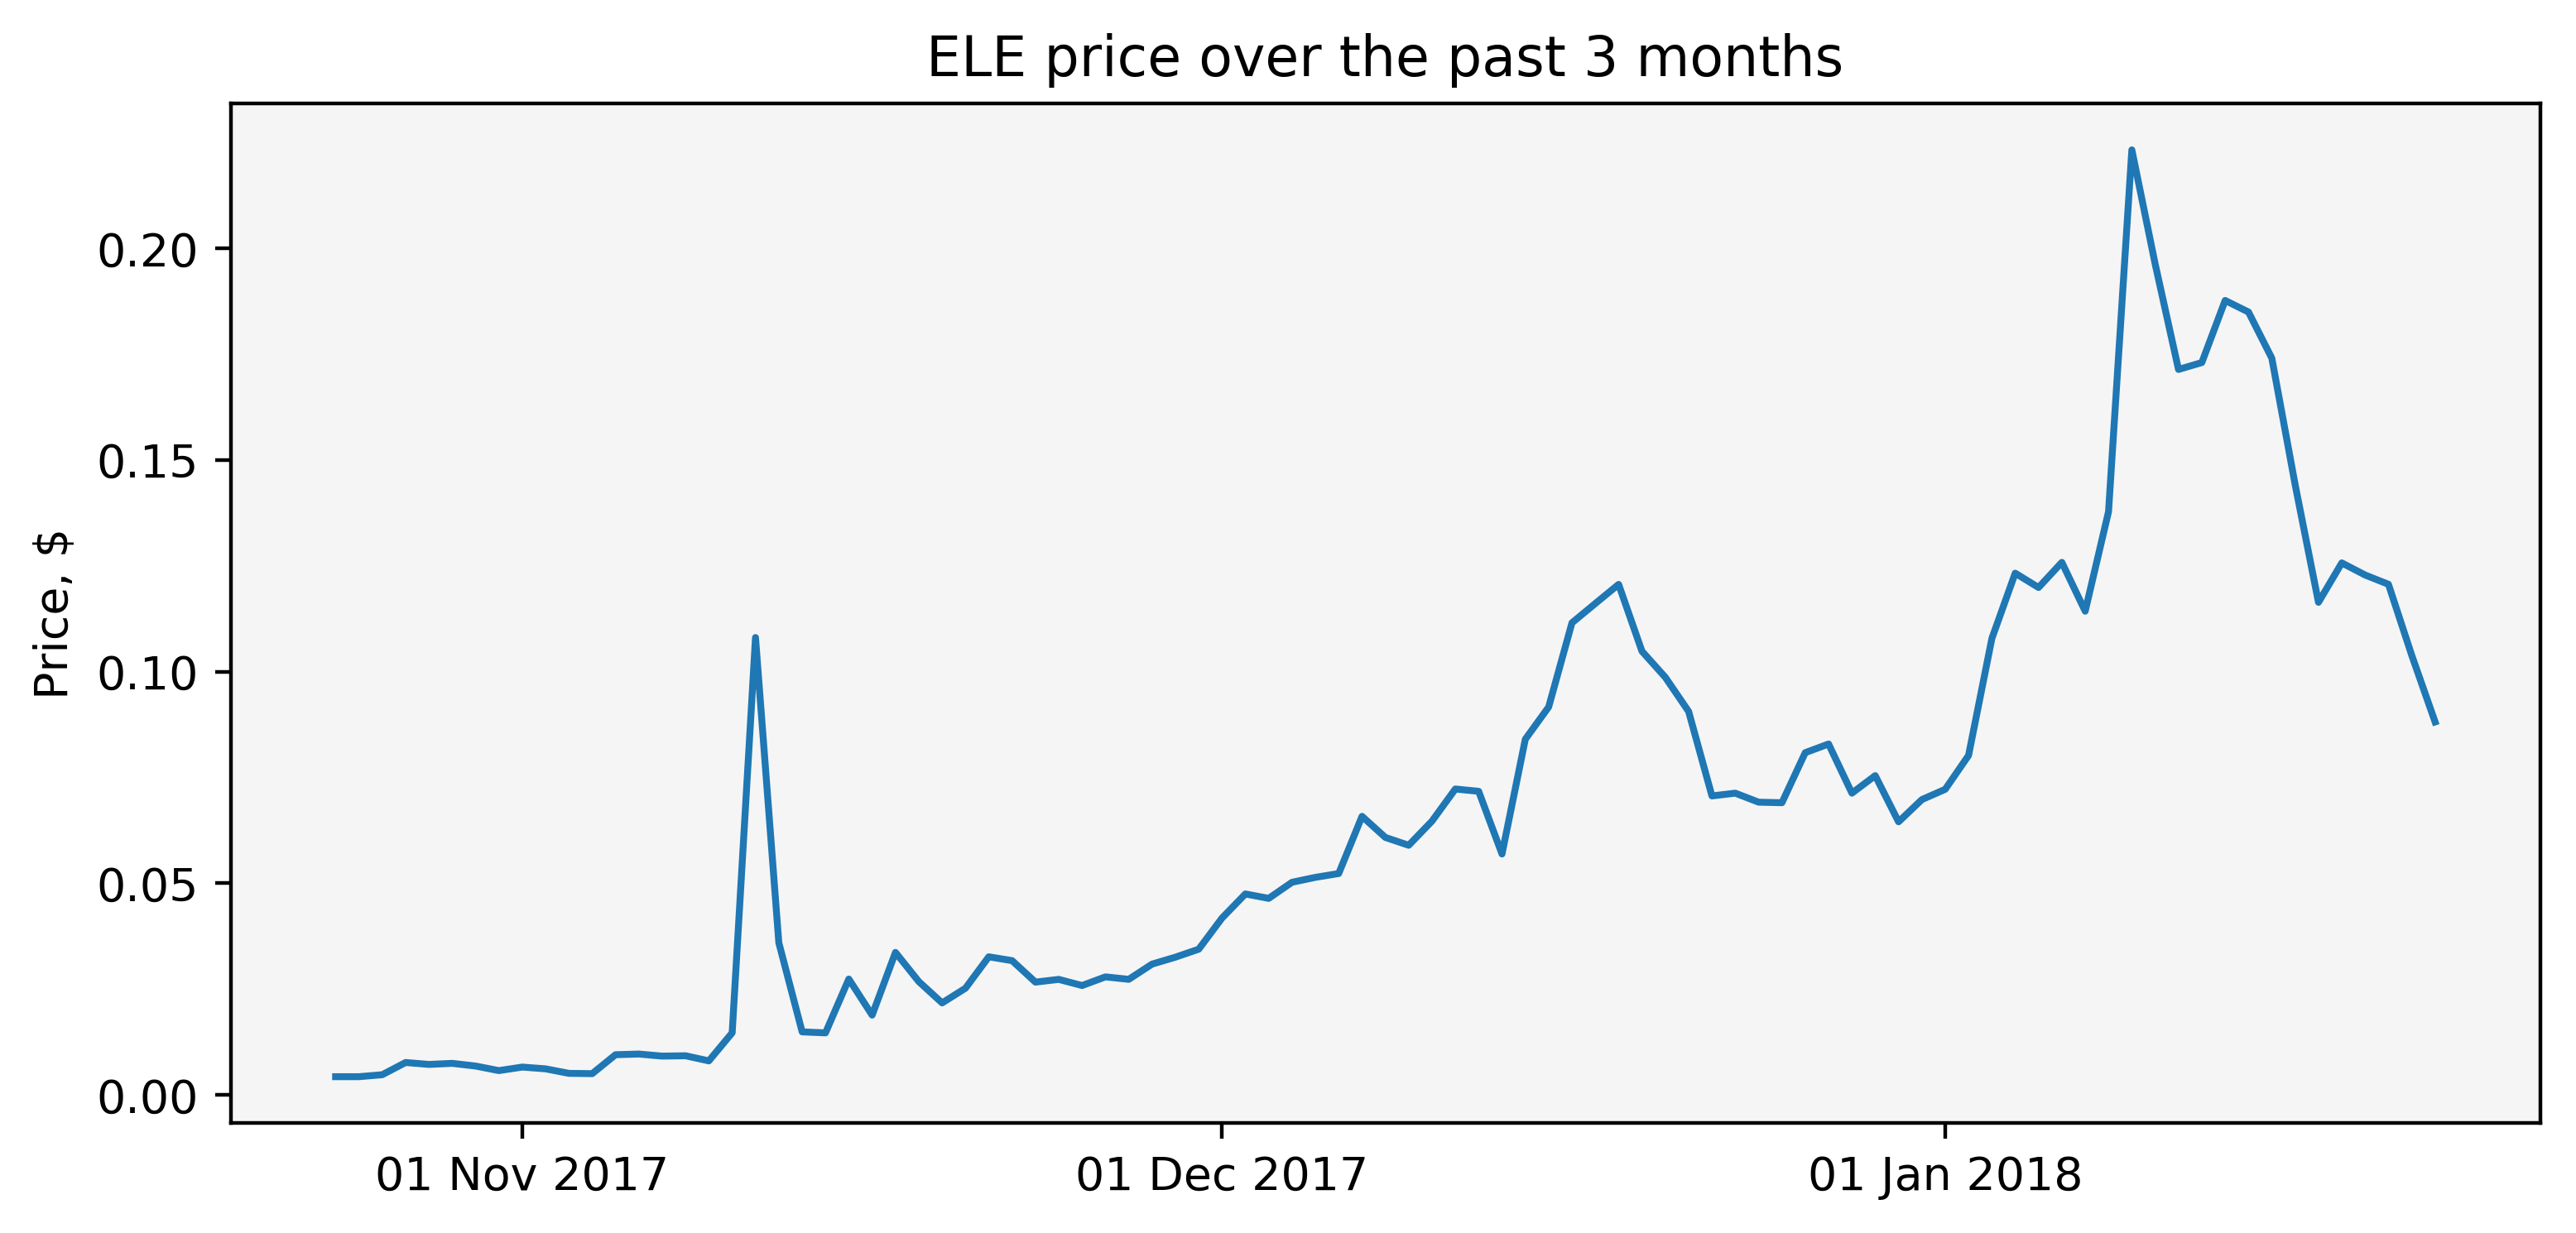 ELE price over the past 3 months
Price, $
0.20
0.15
0.10
0.05
0.00
01 Nov 2017
01 Dec 2017
01 Jan 2018